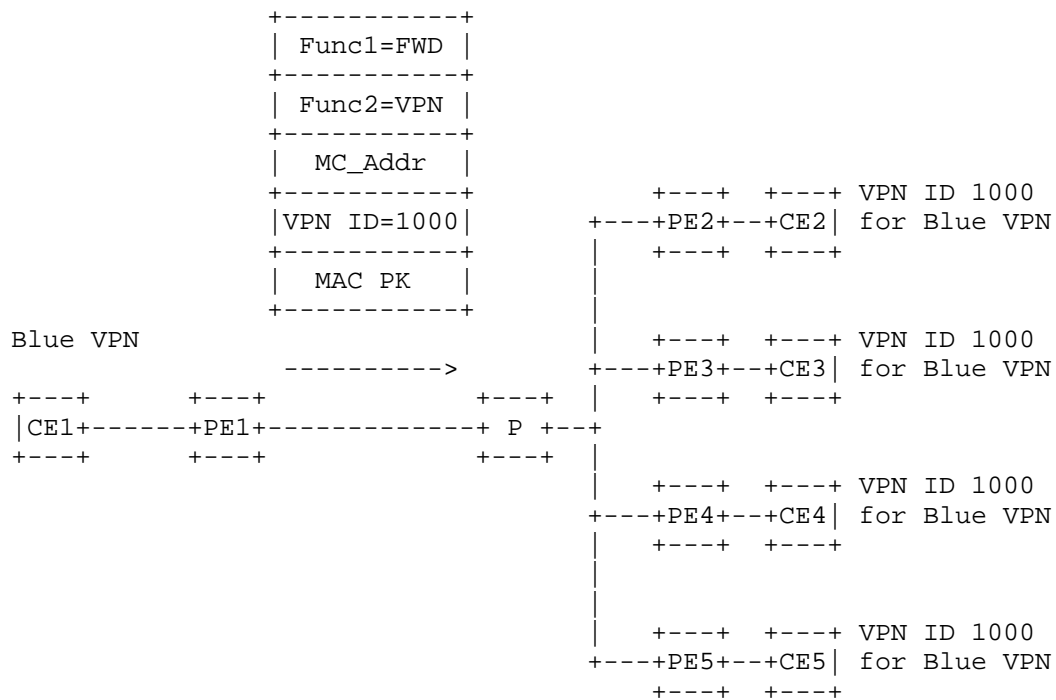 Func1=FWD
Func2=VPN
MC_Addr
VPN ID 1000
VPN ID=1000
PE2 CE2 for Blue VPN
MAC PK
Blue VPN
VPN ID 1000
PE3 CE3 for Blue VPN
CE1 PE1 P
VPN ID 1000
PE4 CE4 for Blue VPN
VPN ID 1000
PE5 CE5 for Blue VPN